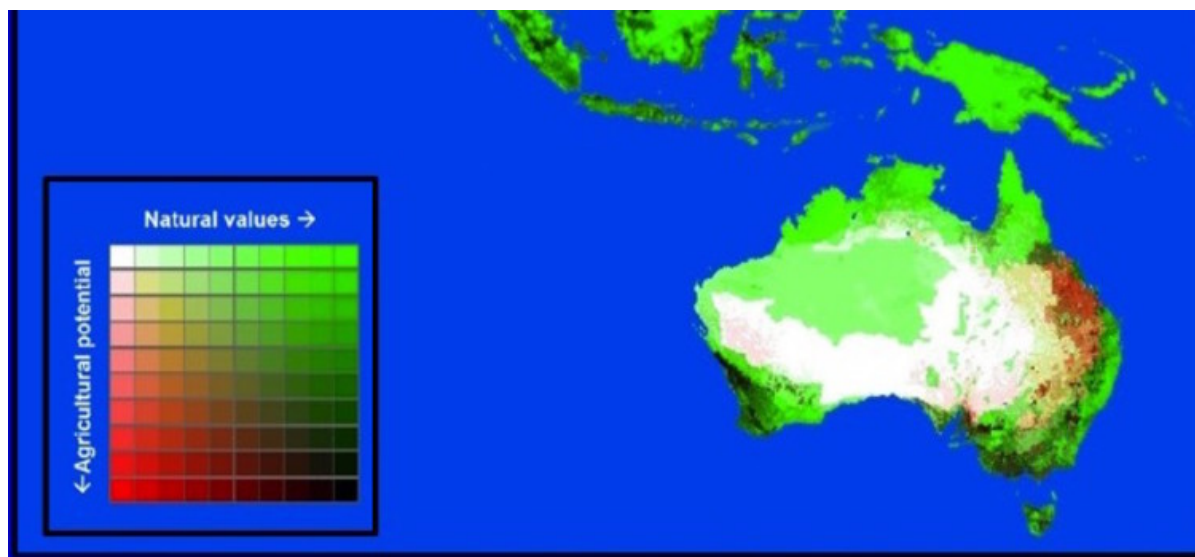 Natural values →
← Agricultural potential